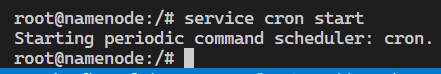 root@namenode:/# service cron start
Starting periodic command scheduler: cron.
root@namenode:/#